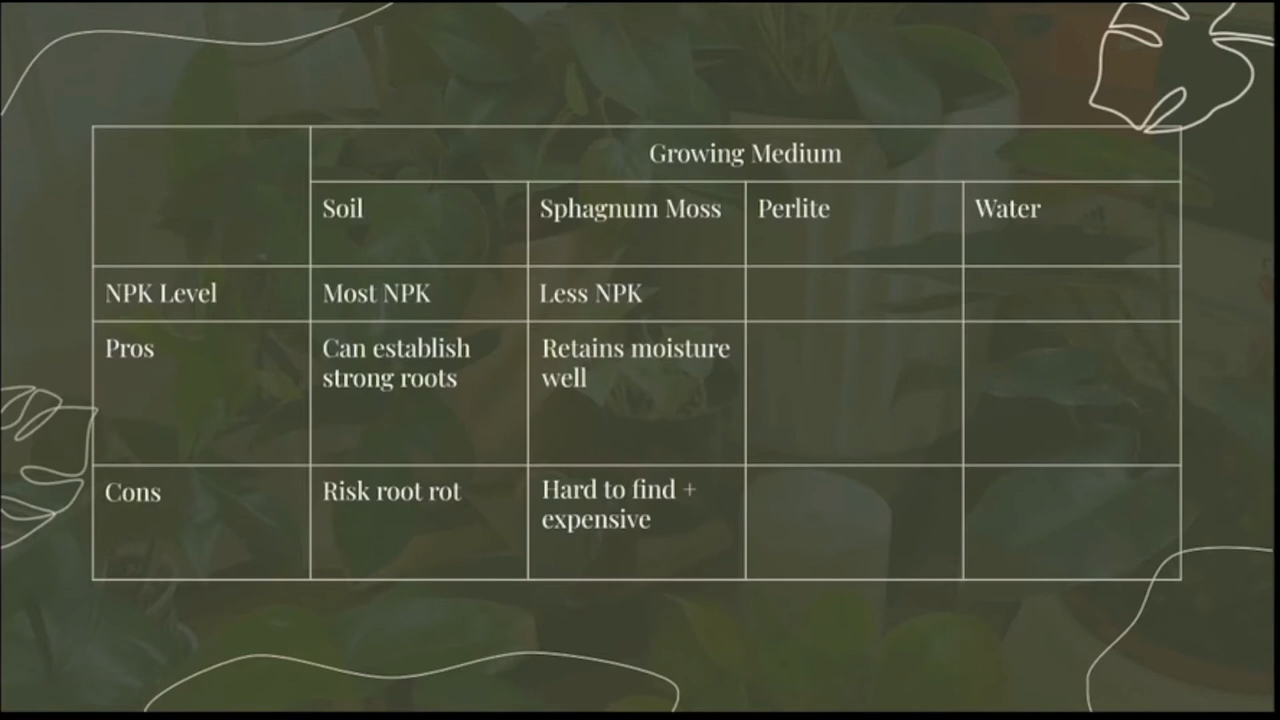 Growing Medium
Soil
Sphagnum Moss
Perlite
Water
NPK Level
Most NPK
Less NPK
Pros
Can establish
strong roots
Retains moisture
well
Cons
Risk root rot
Hard to find +
expensive